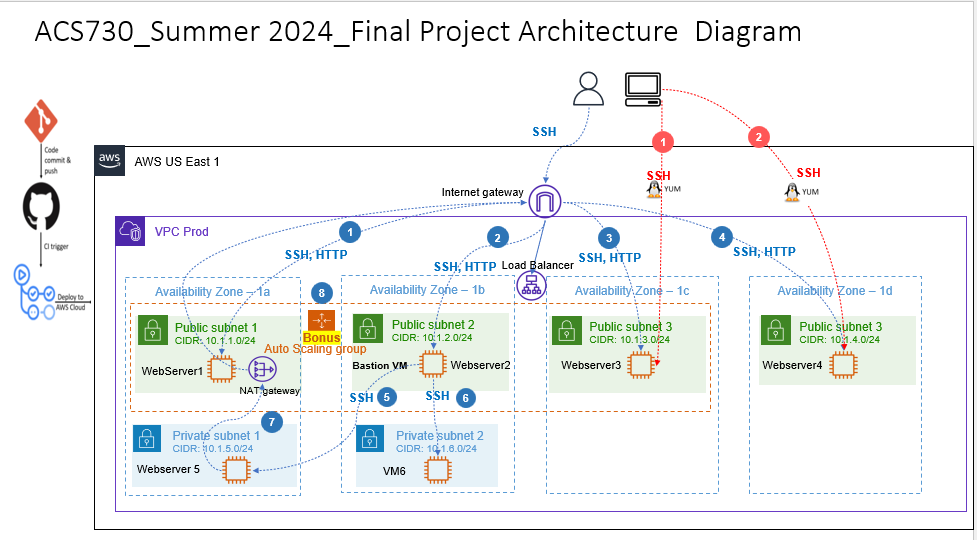 ACS730_Summer 2024_Final Project Architecture Diagram
Code
commit &
push
CI trigger
Deploy to
AWS Cloud
aws
AWS US East 1
SSH
1
2
SSH
YUM
SSH
YUM
Internet gateway
VPC Prod
1
2
3
4
SSH, HTTP
SSH, HTTP
Load Balancer
SSH, HTTP
SSH, HTTP
Availability Zone – 1a
8
Availability Zone – 1b
Availability Zone – 1c
Availability Zone – 1d
Public subnet 1
CIDR: 10.1.1.0/24
WebServer1
NAT gateway
Bonus
Auto Scaling group
Public subnet 2
CIDR: 10.1.2.0/24
Bastion VM
Webserver2
Public subnet 3
CIDR: 10.1.3.0/24
Webserver3
Public subnet 3
CIDR: 10.1.4.0/24
Webserver4
SSH
5
SSH
6
7
Private subnet 1
CIDR: 10.1.5.0/24
Webserver 5
Private subnet 2
CIDR: 10.1.6.0/24
VM6